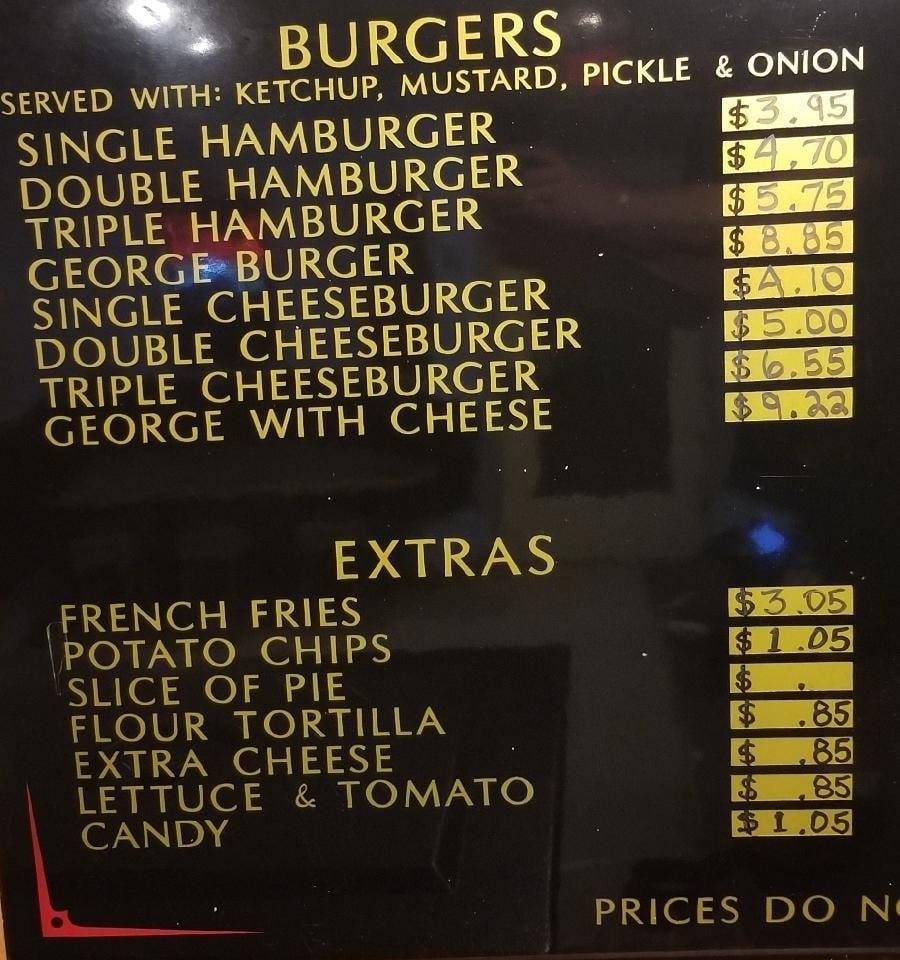 BURGERS
SERVED WITH: KETCHUP, MUSTARD, PICKLE & ONION
SINGLE HAMBURGER $3.95
DOUBLE HAMBURGER $4.70
TRIPLE HAMBURGER $5.75
GEORGE BURGER $8.85
SINGLE CHEESEBURGER $4.10
DOUBLE CHEESEBURGER $5.00
TRIPLE CHEESEBURGER $6.55
GEORGE WITH CHEESE $9.22
EXTRAS
FRENCH FRIES $3.05
POTATO CHIPS $1.05
SLICE OF PIE $ .
FLOUR TORTILLA $ .85
EXTRA CHEESE $ .85
LETTUCE & TOMATO $ .85
CANDY $1.05
PRICES DO